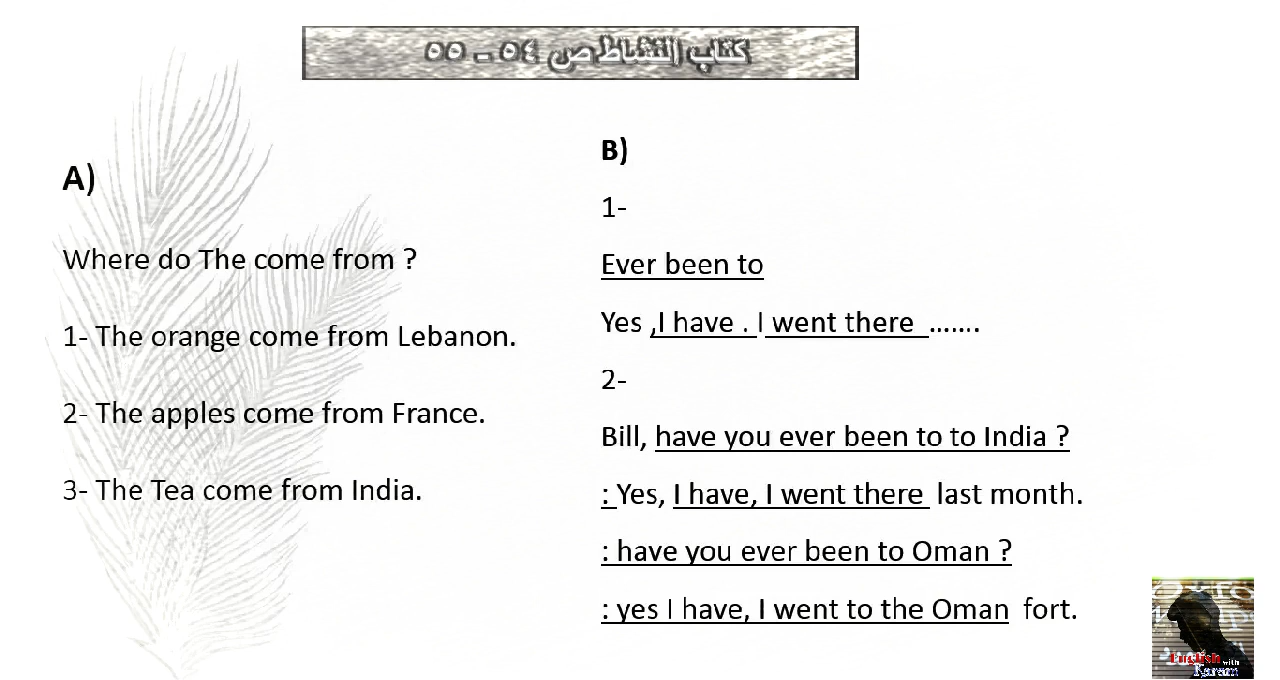 كتاب النشاط ص ٥٤ - ٥٥
A)
Where do The come from ?
1- The orange come from Lebanon.
2- The apples come from France.
3- The Tea come from India.
B)
1-
Ever been to
Yes ,I have . I went there .......
2-
Bill, have you ever been to to India ?
: Yes, I have, I went there last month.
: have you ever been to Oman ?
: yes I have, I went to the Oman fort.
English with
Karam